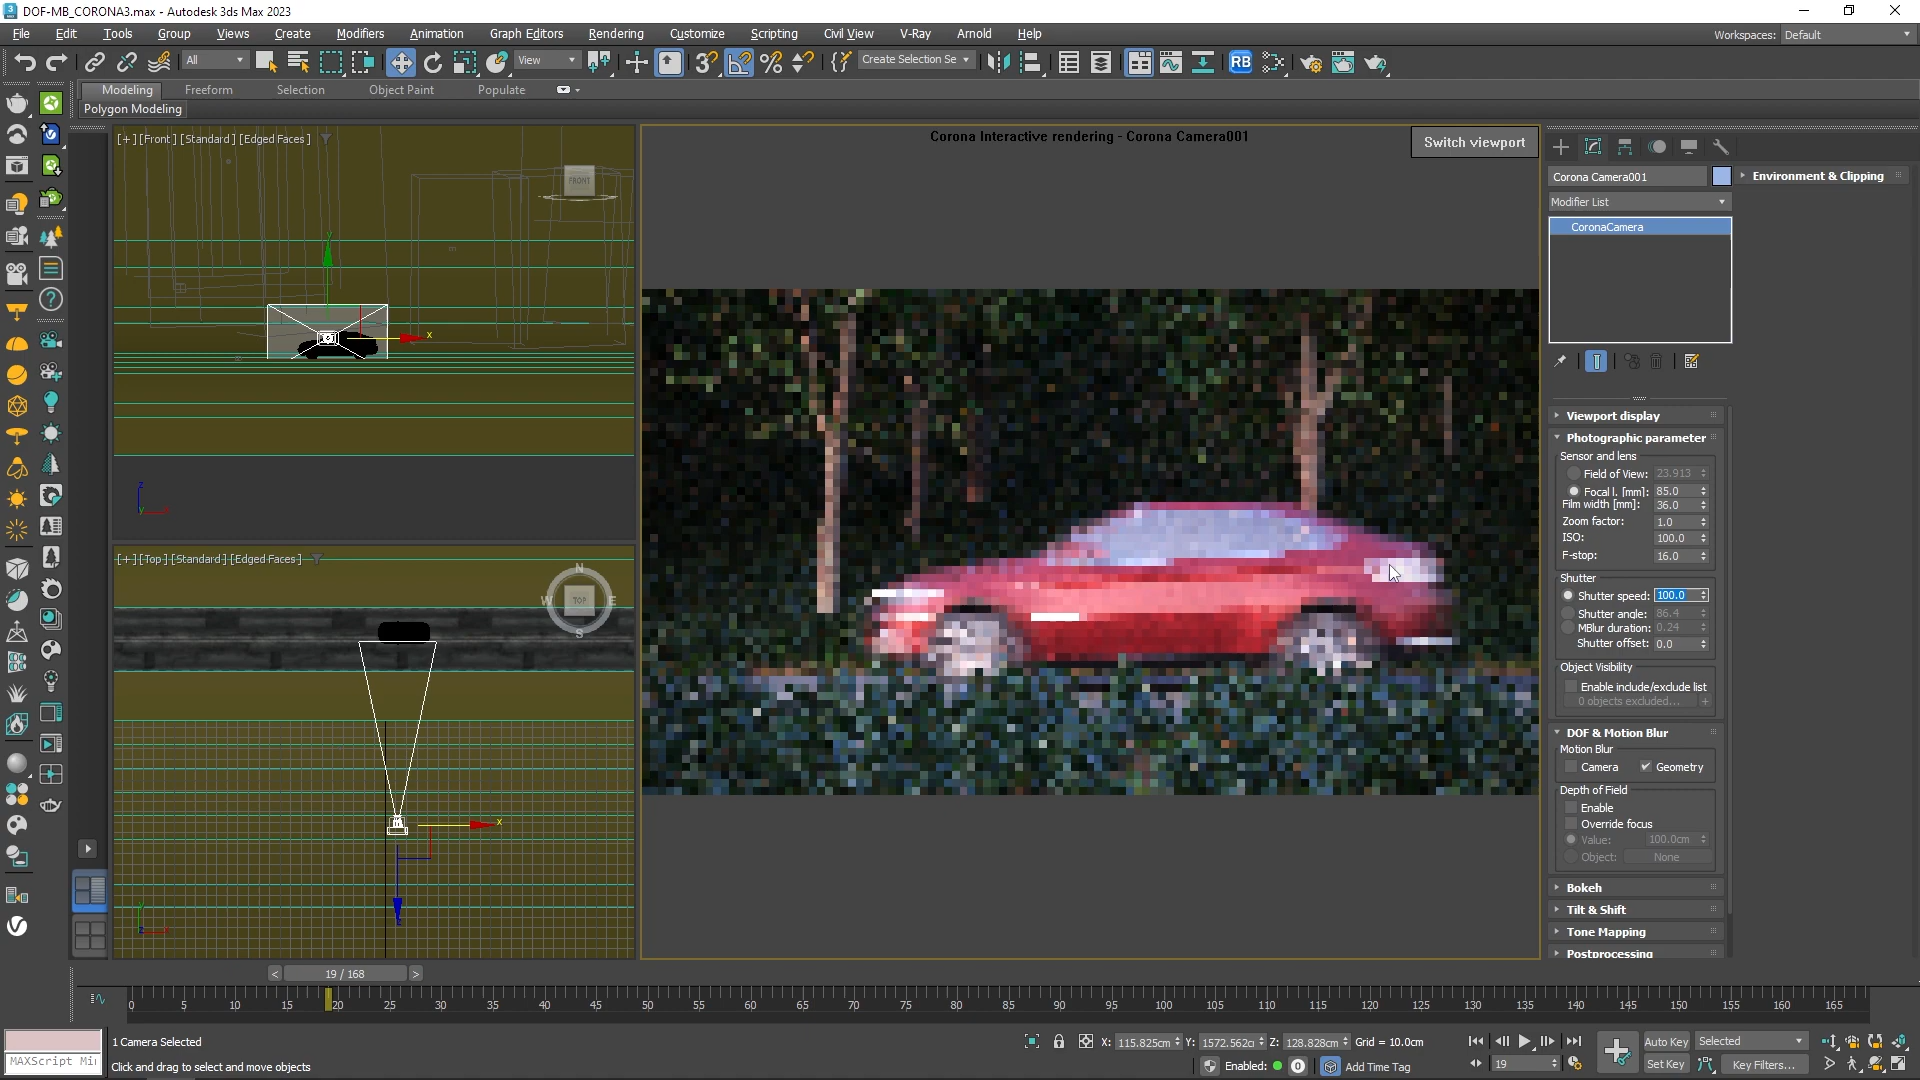 DOF-MB_CORONA3.max - Autodesk 3ds Max 2023
File Edit Tools Group Views Create Modifiers Animation Graph Editors Rendering Customize Scripting Civil View V-Ray Arnold Help
Workspaces: Default
All
View
Create Selection Se
RB
Modeling Freeform Selection Object Paint Populate
Polygon Modeling
[+] [Front] [Standard] [Edged Faces]
FRONT
y
x
z
y
[+] [Top] [Standard] [Edged Faces]
N
W TOP E
S
x
y
z
Corona Interactive rendering - Corona Camera001
Switch viewport
Corona Camera001
Environment & Clipping
Modifier List
CoronaCamera
Viewport display
Photographic parameter
Sensor and lens
Field of View: 23.913
Focal l. [mm]: 85.0
Film width [mm]: 36.0
Zoom factor: 1.0
ISO: 100.0
F-stop: 16.0
Shutter
Shutter speed: 100.0
Shutter angle: 86.4
MBlur duration: 0.24
Shutter offset: 0.0
Object Visibility
Enable include/exclude list
0 objects excluded... +
DOF & Motion Blur
Motion Blur
Camera Geometry
Depth of Field
Enable
Override focus
Value: 100.0cm
Object: None
Bokeh
Tilt & Shift
Tone Mapping
Postprocessing
< 19 / 168 >
0 5 10 15 20 25 30 35 40 45 50 55 60 65 70 75 80 85 90 95 100 105 110 115 120 125 130 135 140 145 150 155 160 165
1 Camera Selected
X: 115.825cm Y: 1572.562c Z: 128.828cm Grid = 10.0cm
Auto Key Selected
MAXScript Mi
Click and drag to select and move objects
Enabled: 0 Add Time Tag
19
Set Key Key Filters...